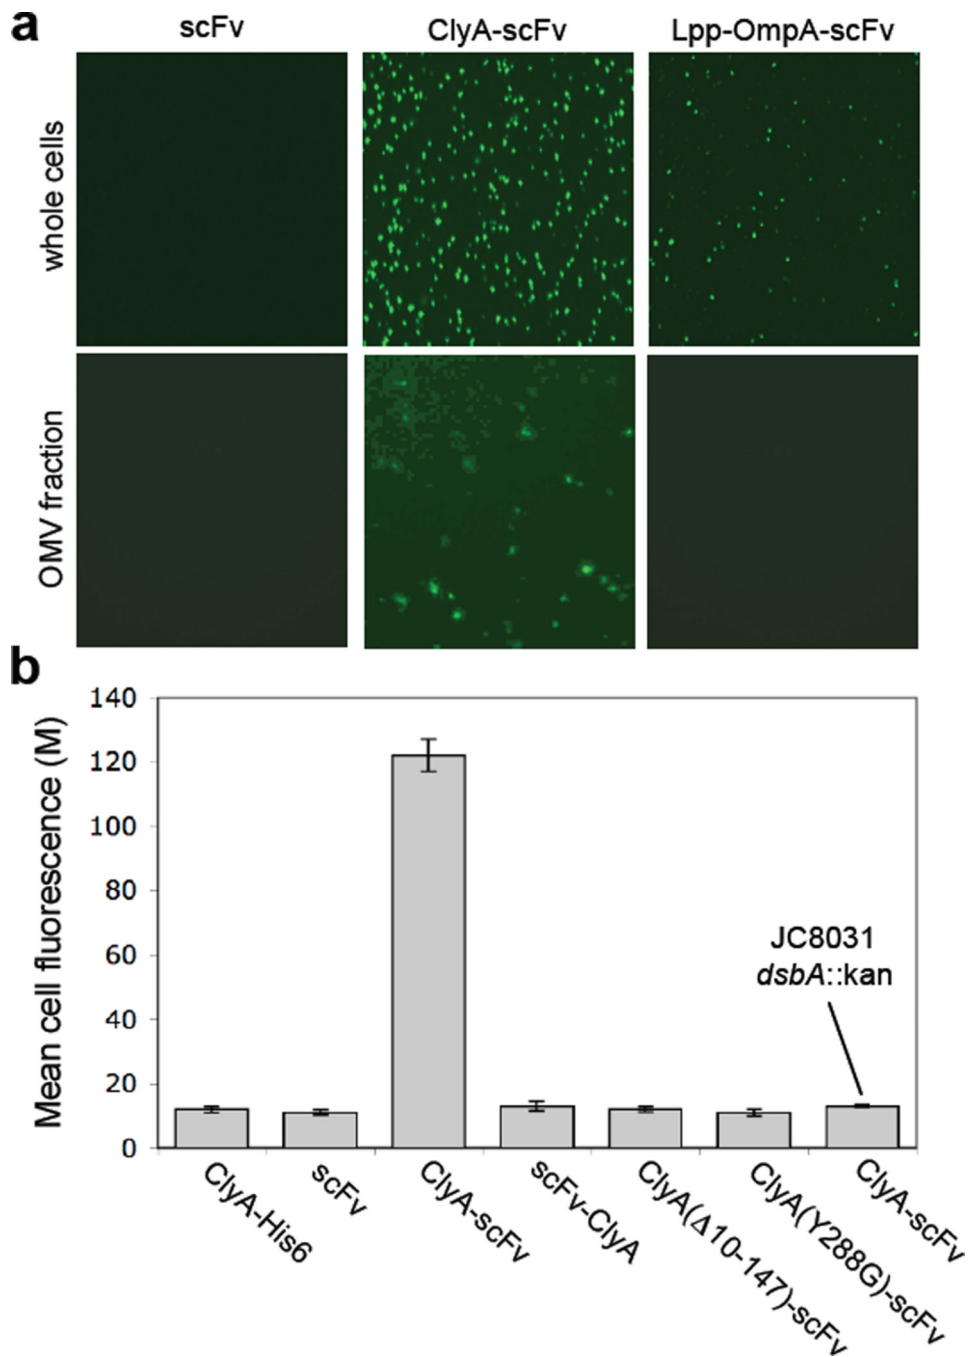 a
scFv ClyA-scFv Lpp-OmpA-scFv
whole cells
OMV fraction
b
Mean cell fluorescence (M)
140
120
100
80
60
40
20
0
JC8031
dsbA::kan
ClyA-His6
scFv
ClyA-scFv
scFv-ClyA
ClyA(Δ10-147)-scFv
ClyA(Y288G)-scFv
ClyA-scFv